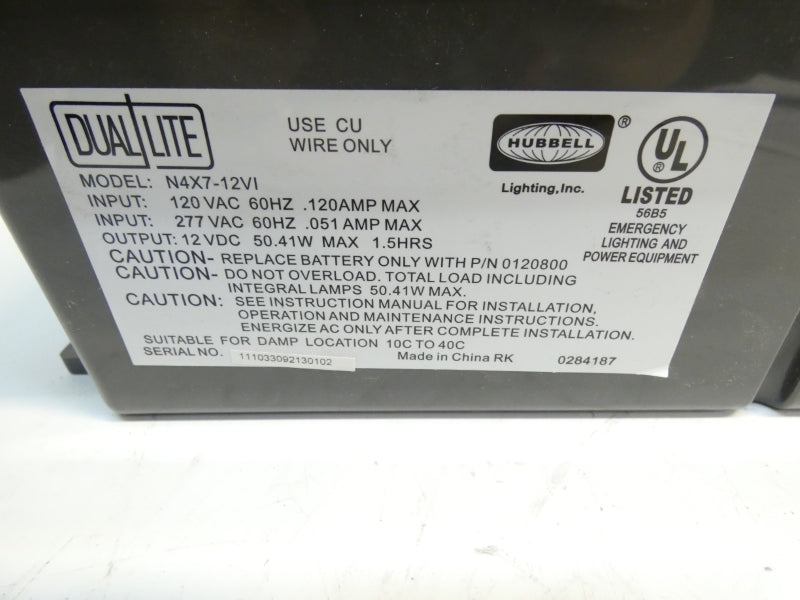 DUAL LITE
USE CU
WIRE ONLY
HUBBELL ®
Lighting, Inc.
UL ®
LISTED
56B5
EMERGENCY
LIGHTING AND
POWER EQUIPMENT
MODEL: N4X7-12VI
INPUT: 120 VAC 60HZ .120AMP MAX
INPUT: 277 VAC 60HZ .051 AMP MAX
OUTPUT: 12 VDC 50.41W MAX 1.5HRS
CAUTION- REPLACE BATTERY ONLY WITH P/N 0120800
CAUTION- DO NOT OVERLOAD. TOTAL LOAD INCLUDING
INTEGRAL LAMPS 50.41W MAX.
CAUTION: SEE INSTRUCTION MANUAL FOR INSTALLATION,
OPERATION AND MAINTENANCE INSTRUCTIONS.
ENERGIZE AC ONLY AFTER COMPLETE INSTALLATION.
SUITABLE FOR DAMP LOCATION 10C TO 40C
SERIAL NO. 111033092130102 Made in China RK 0284187